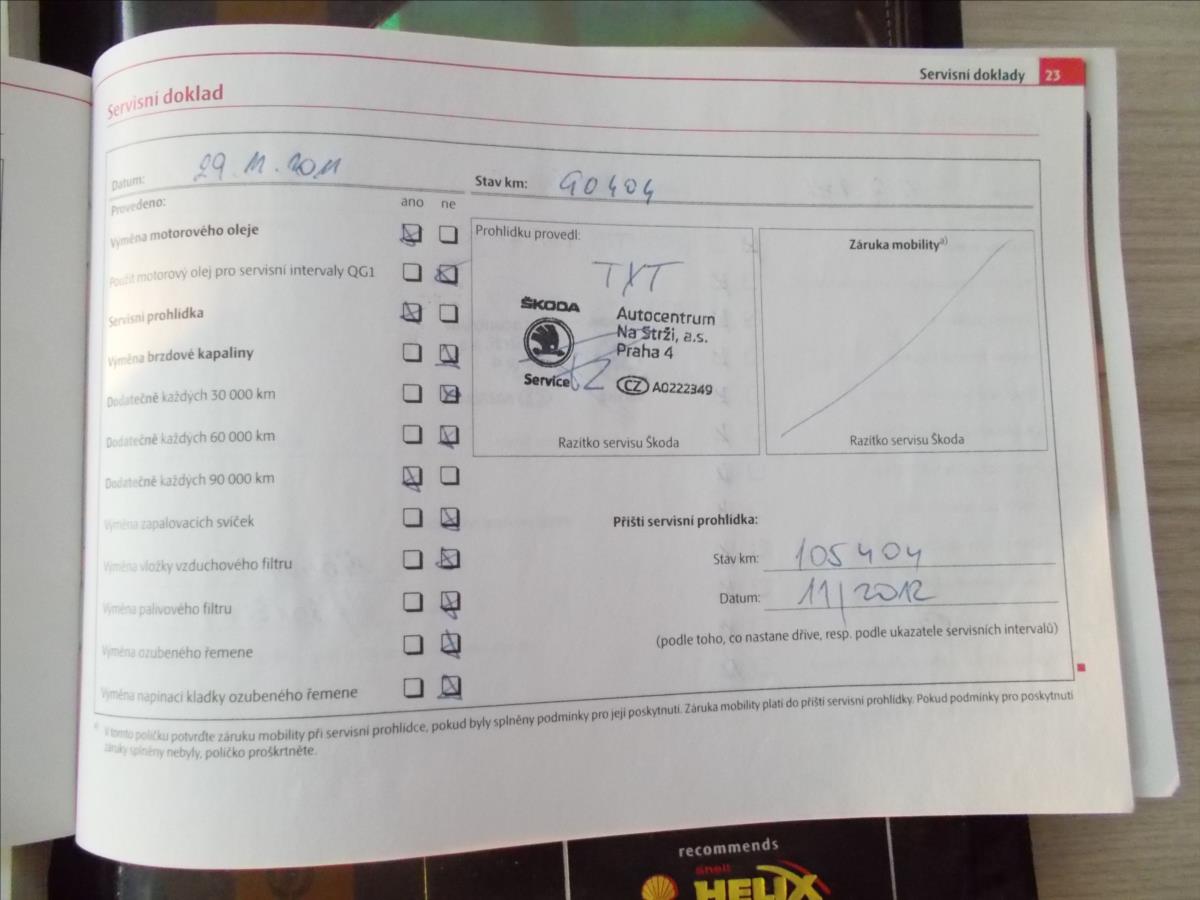 Servisní doklady 23
Servisní doklad
Datum: 29.11.2011
Stav km: 90404
Provedeno: ano ne
Výměna motorového oleje
Použit motorový olej pro servisní intervaly QG1
Servisní prohlídka
Výměna brzdové kapaliny
Dodatečně každých 30 000 km
Dodatečně každých 60 000 km
Dodatečně každých 90 000 km
Výměna zapalovacích svíček
Výměna vložky vzduchového filtru
Výměna palivového filtru
Výměna ozubeného řemene
Výměna napínací kladky ozubeného řemene
Prohlídku provedl:
TXT
ŠKODA
Service
Autocentrum
Na Strži, a.s.
Praha 4
CZ A0222349
Razítko servisu Škoda
Záruka mobility a)
Razítko servisu Škoda
Příští servisní prohlídka:
Stav km: 105404
Datum: 11/2012
(podle toho, co nastane dříve, resp. podle ukazatele servisních intervalů)
a) V tomto políčku potvrďte záruku mobility při servisní prohlídce, pokud byly splněny podmínky pro její poskytnutí. Záruka mobility platí do příští servisní prohlídky. Pokud podmínky pro poskytnutí
záruky splněny nebyly, políčko proškrtněte.
recommends
Shell
HELIX